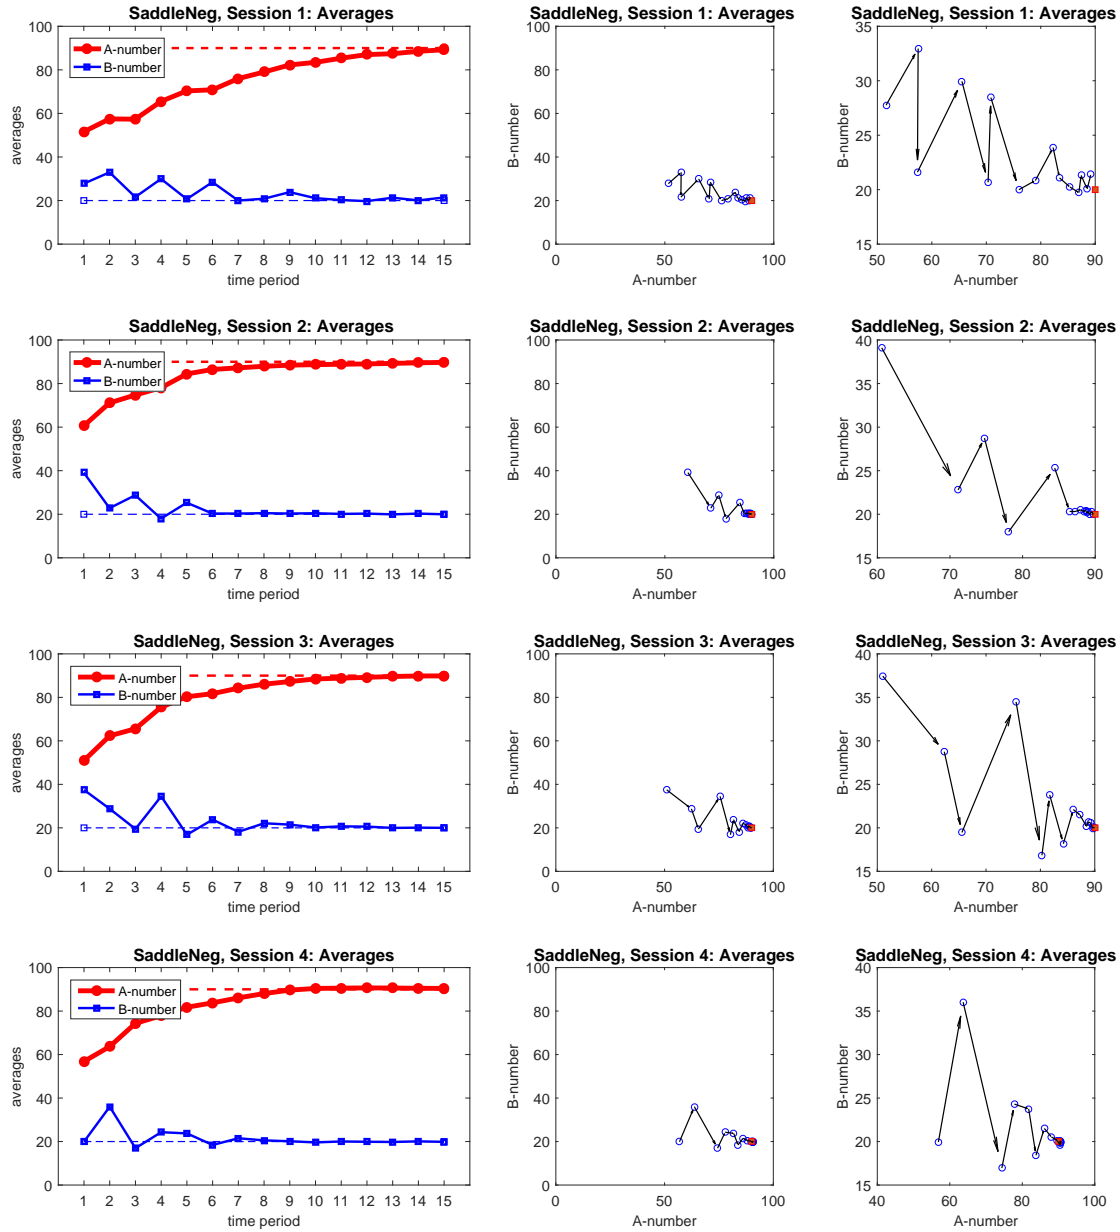 SaddleNeg, Session 1: Averages
100
80
60
40
20
0
averages
A-number
B-number
1 2 3 4 5 6 7 8 9 10 11 12 13 14 15
time period
SaddleNeg, Session 1: Averages
100
80
60
40
20
0
B-number
0 50 100
A-number
SaddleNeg, Session 1: Averages
35
30
25
20
15
B-number
50 60 70 80 90
A-number
SaddleNeg, Session 2: Averages
100
80
60
40
20
0
averages
A-number
B-number
1 2 3 4 5 6 7 8 9 10 11 12 13 14 15
time period
SaddleNeg, Session 2: Averages
100
80
60
40
20
0
B-number
0 50 100
A-number
SaddleNeg, Session 2: Averages
40
35
30
25
20
15
B-number
60 70 80 90
A-number
SaddleNeg, Session 3: Averages
100
80
60
40
20
0
averages
A-number
B-number
1 2 3 4 5 6 7 8 9 10 11 12 13 14 15
time period
SaddleNeg, Session 3: Averages
100
80
60
40
20
0
B-number
0 50 100
A-number
SaddleNeg, Session 3: Averages
40
35
30
25
20
15
B-number
50 60 70 80 90
A-number
SaddleNeg, Session 4: Averages
100
80
60
40
20
0
averages
A-number
B-number
1 2 3 4 5 6 7 8 9 10 11 12 13 14 15
time period
SaddleNeg, Session 4: Averages
100
80
60
40
20
0
B-number
0 50 100
A-number
SaddleNeg, Session 4: Averages
40
35
30
25
20
15
B-number
40 60 80 100
A-number